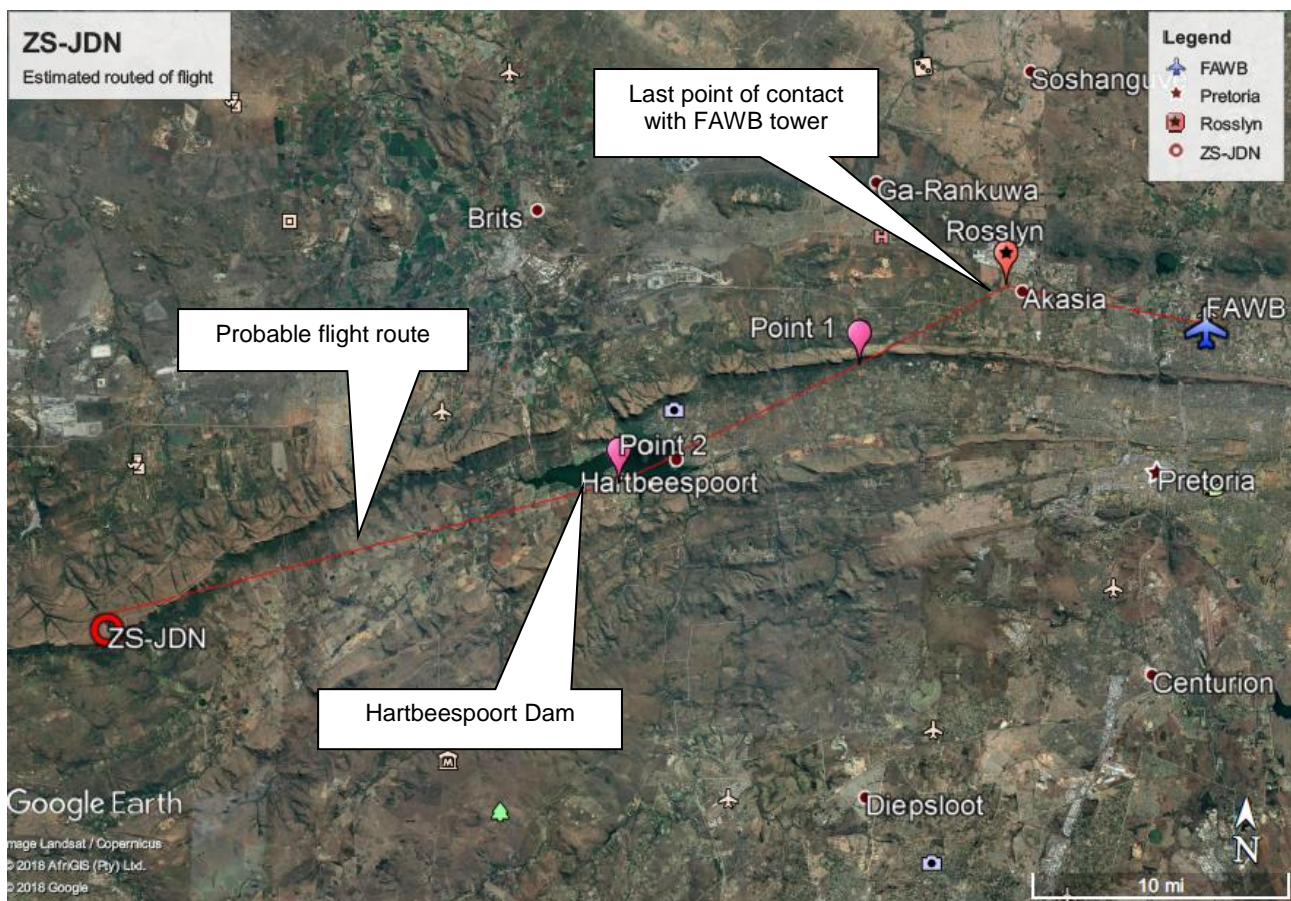 ZS-JDN
Estimated routed of flight
Legend
FAWB
Pretoria
Rosslyn
ZS-JDN
Last point of contact
with FAWB tower
Soshanguve
Ga-Rankuwa
Brits
Rosslyn
Akasia
FAWB
Point 1
Probable flight route
Point 2
Hartbeespoort
Pretoria
ZS-JDN
Centurion
Hartbeespoort Dam
Diepsloot
Google Earth
mage Landsat / Copernicus
© 2018 AfriGIS (Pty) Ltd.
© 2018 Google
N
10 mi
H
M